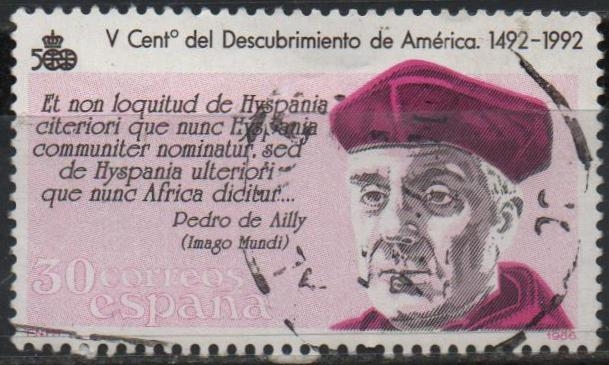 500
V Centº del Descubrimiento de América. 1492-1992
Et non loquitud de Hyspania
citeriori que nunc Hyspania
communiter nominatur, sed
de Hyspania ulteriori
que nunc Africa dicitur...
Pedro de Ailly
(Imago Mundi)
30 correos
españa
1986